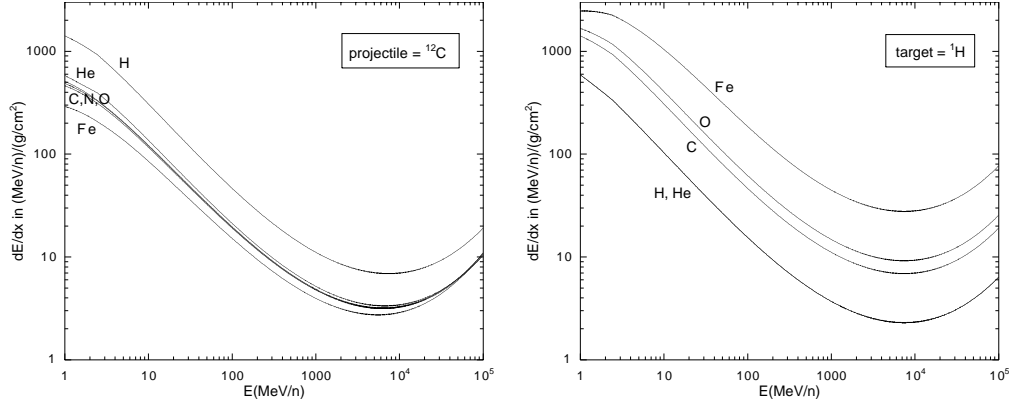 dE/dx in (MeV/n)/(g/cm²)
1000
100
10
1
projectile = ¹²C
H
He
C,N,O
Fe
1 10 100 1000 10⁴ 10⁵
E(MeV/n)
dE/dx in (MeV/n)/(g/cm²)
1000
100
10
1
target = ¹H
Fe
O
C
H, He
1 10 100 1000 10⁴ 10⁵
E(MeV/n)